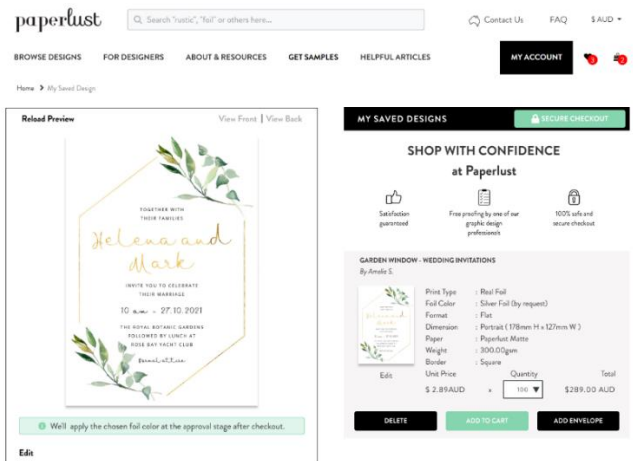 paperlust
Search "rustic", "foil" or others here...
Contact Us
FAQ
$ AUD
BROWSE DESIGNS
FOR DESIGNERS
ABOUT & RESOURCES
GET SAMPLES
HELPFUL ARTICLES
MY ACCOUNT
3
2
Home > My Saved Design
Reload Preview
View Front | View Back
TOGETHER WITH
THEIR FAMILIES
Helena and
Mark
INVITE YOU TO CELEBRATE
THEIR MARRIAGE
10 a.m - 27.10.2021
THE ROYAL BOTANIC GARDENS
FOLLOWED BY LUNCH AT
ROSE BAY YACHT CLUB
formal attire
We'll apply the chosen foil color at the approval stage after checkout.
Edit
MY SAVED DESIGNS
SECURE CHECKOUT
SHOP WITH CONFIDENCE
at Paperlust
Satisfaction
guaranteed
Free proofing by one of our
graphic design
professionals
100% safe and
secure checkout
GARDEN WINDOW - WEDDING INVITATIONS
By Amelie S.
Print Type : Real Foil
Foil Color : Silver Foil (by request)
Format : Flat
Dimension : Portrait (178mm H x 127mm W)
Paper : Paperlust Matte
Weight : 300.00gsm
Border : Square
Edit
Unit Price Quantity Total
$ 2.89AUD x 100 $289.00 AUD
DELETE
ADD TO CART
ADD ENVELOPE